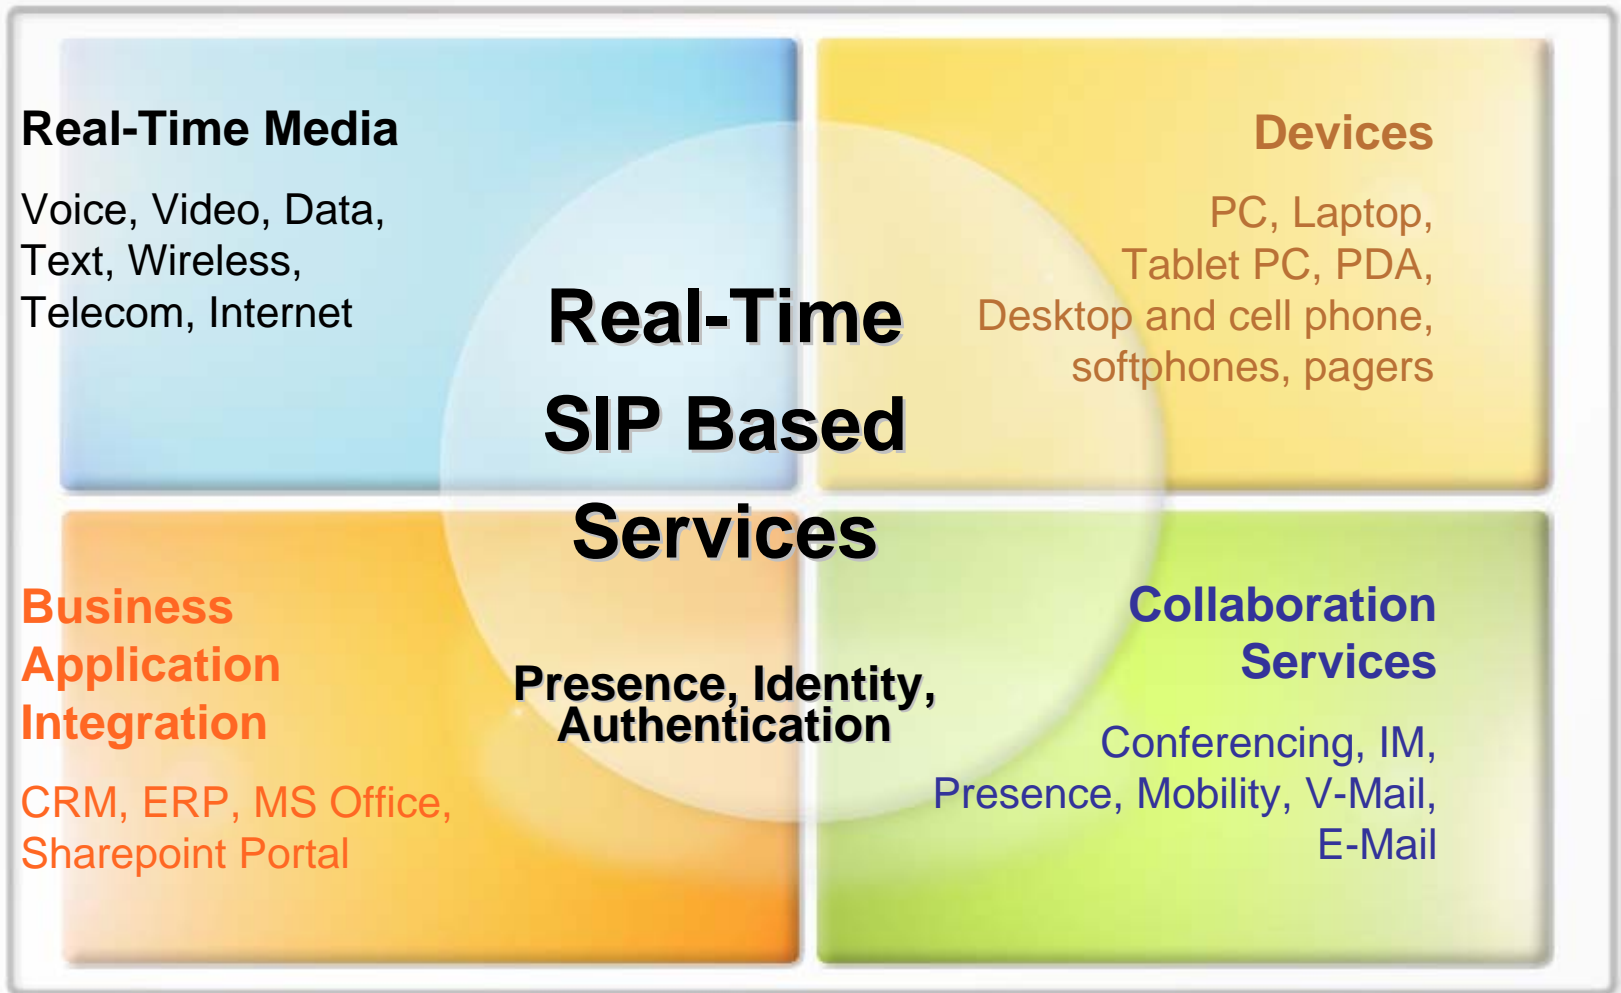 Real-Time Media
Voice, Video, Data,
Text, Wireless,
Telecom, Internet
Devices
PC, Laptop,
Tablet PC, PDA,
Desktop and cell phone,
softphones, pagers
Real-Time
SIP Based
Services
Presence, Identity,
Authentication
Business
Application
Integration
CRM, ERP, MS Office,
Sharepoint Portal
Collaboration
Services
Conferencing, IM,
Presence, Mobility, V-Mail,
E-Mail